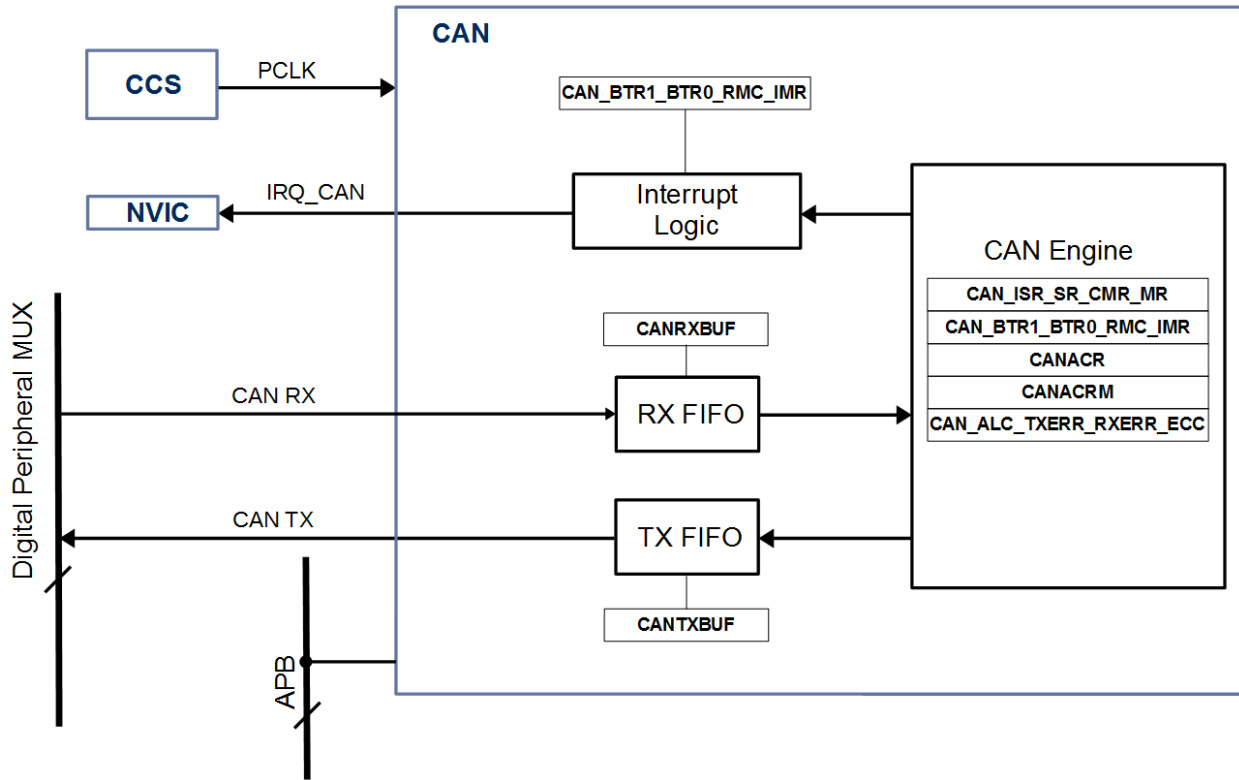 CAN
CCS
PCLK
CAN_BTR1_BTR0_RMC_IMR
NVIC
IRQ_CAN
Interrupt
Logic
CAN Engine
CAN_ISR_SR_CMR_MR
CAN_BTR1_BTR0_RMC_IMR
CANACR
CANACRM
CAN_ALC_TXERR_RXERR_ECC
Digital Peripheral MUX
CANRXBUF
CAN RX
RX FIFO
CAN TX
TX FIFO
CANTXBUF
APB